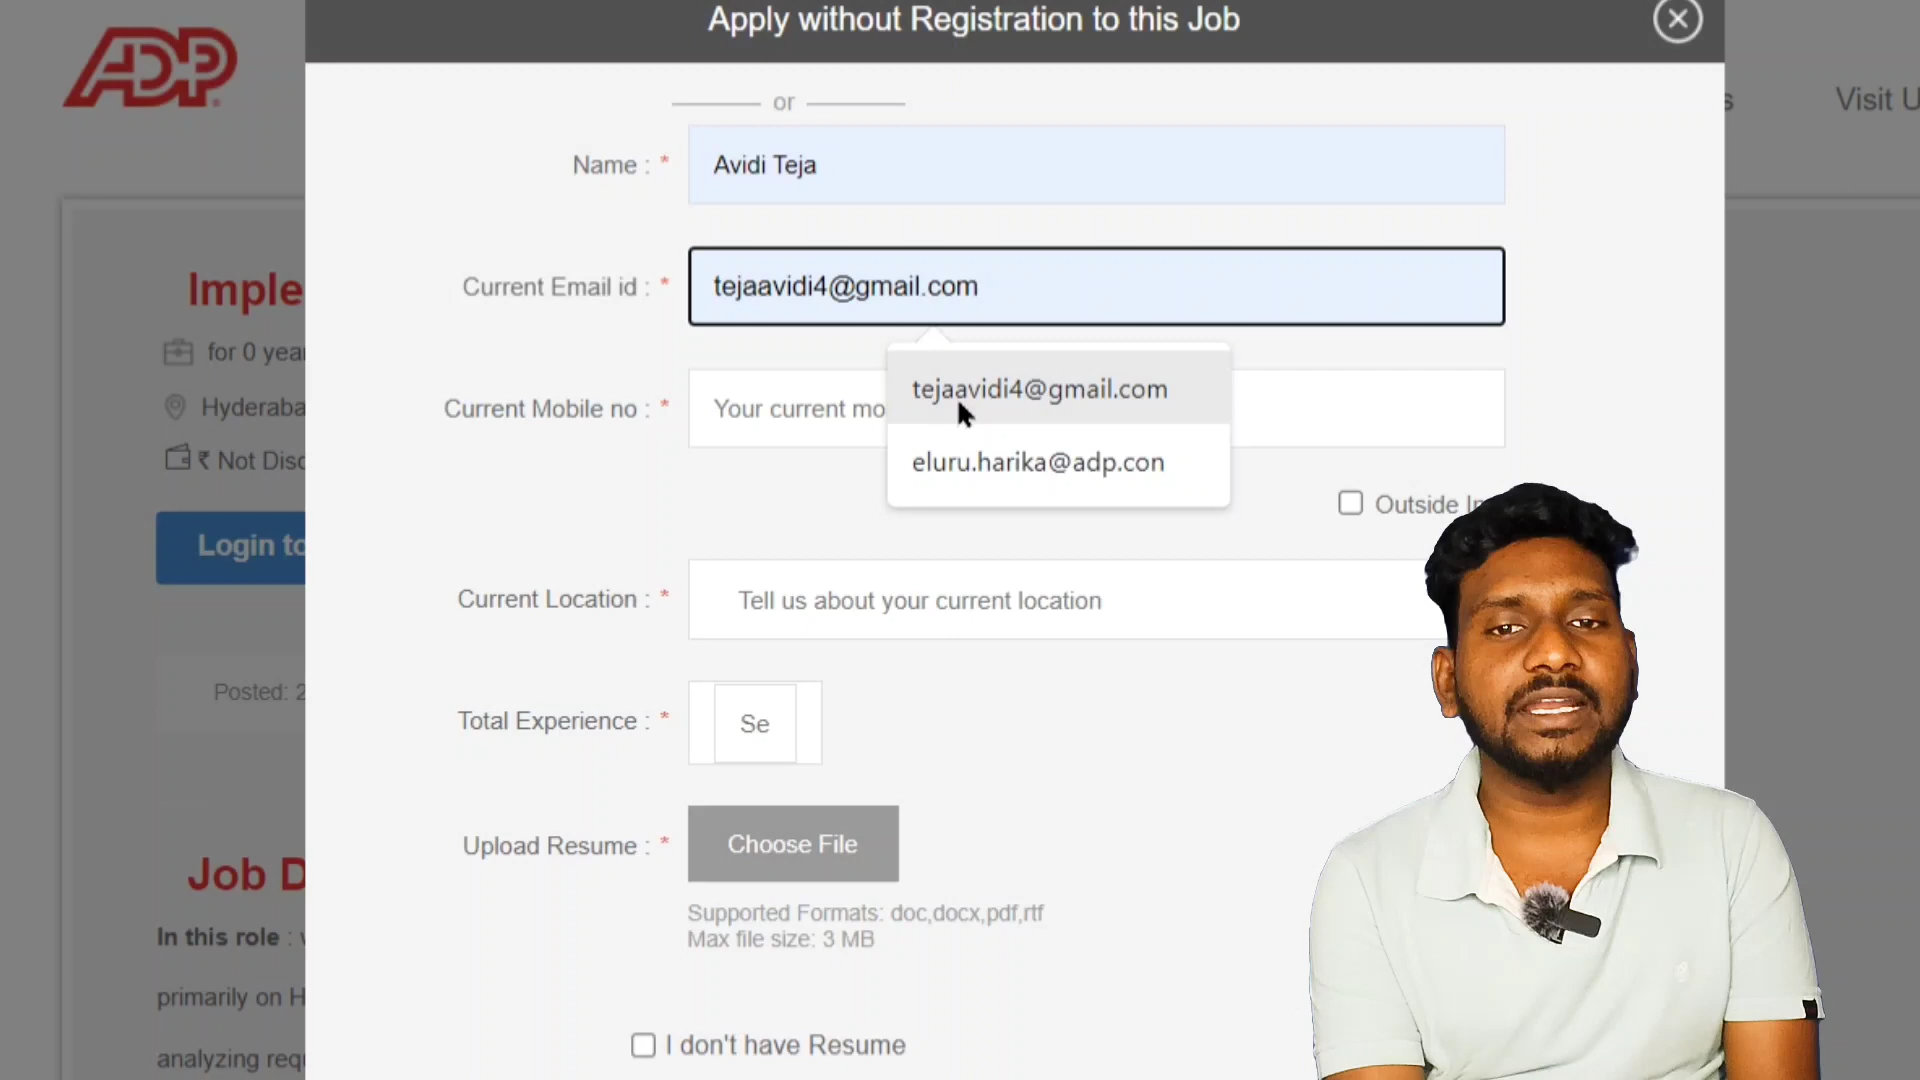 Apply without Registration to this Job
ADP
Visit U
or
Name : * Avidi Teja
Current Email id : * tejaavidi4@gmail.com
tejaavidi4@gmail.com
eluru.harika@adp.con
Current Mobile no : * Your current mo
Outside In
Current Location : * Tell us about your current location
Total Experience : * Se
Upload Resume : * Choose File
Supported Formats: doc,docx,pdf,rtf
Max file size: 3 MB
I don't have Resume
Imple
for 0 year
Hyderaba
₹ Not Disc
Login to
Posted: 2
Job D
In this role :
primarily on H
analyzing requ